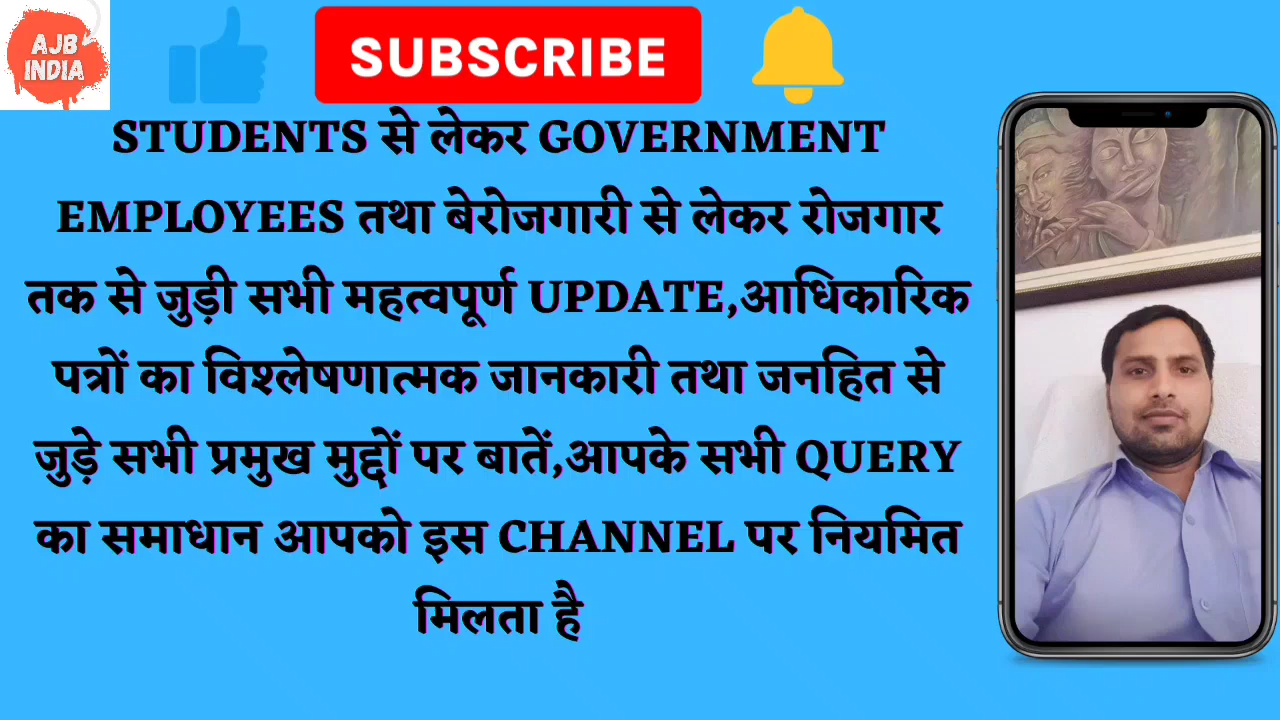 AJB
INDIA
SUBSCRIBE
STUDENTS से लेकर GOVERNMENT
EMPLOYEES तथा बेरोजगारी से लेकर रोजगार
तक से जुड़ी सभी महत्वपूर्ण UPDATE,आधिकारिक
पत्रों का विश्लेषणात्मक जानकारी तथा जनहित से
जुड़े सभी प्रमुख मुद्दों पर बातें,आपके सभी QUERY
का समाधान आपको इस CHANNEL पर नियमित
मिलता है